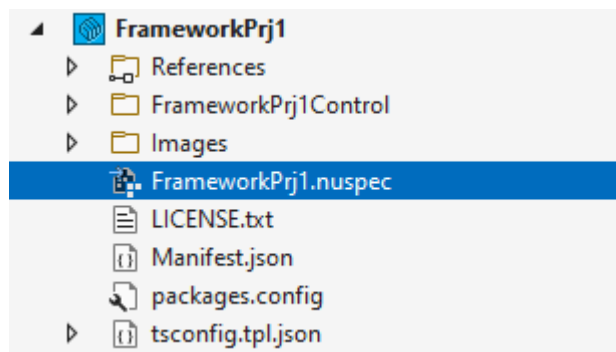 FrameworkPrj1
References
FrameworkPrj1Control
Images
FrameworkPrj1.nuspec
LICENSE.txt
Manifest.json
packages.config
tsconfig.tpl.json